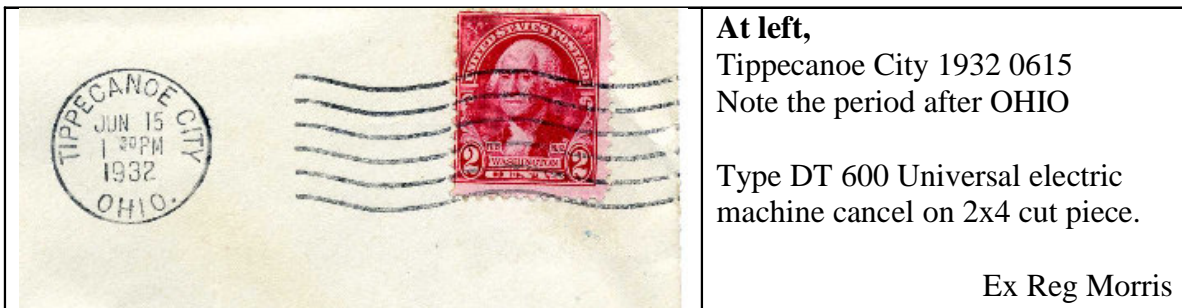 TIPPECANOE CITY
JUN 15
1 30PM
1932
OHIO.
UNITED STATES POSTAGE
2 WASHINGTON 2
At left,
Tippecanoe City 1932 0615
Note the period after OHIO
Type DT 600 Universal electric
machine cancel on 2x4 cut piece.
Ex Reg Morris